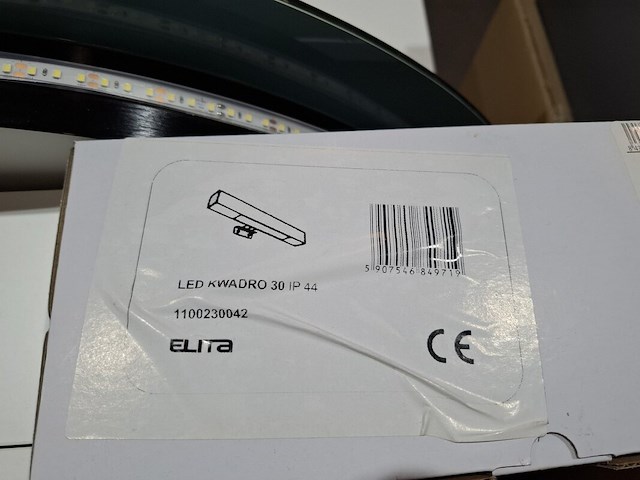 5 907546 849719
LED KWADRO 30 IP 44
1100230042
ELITA
CE